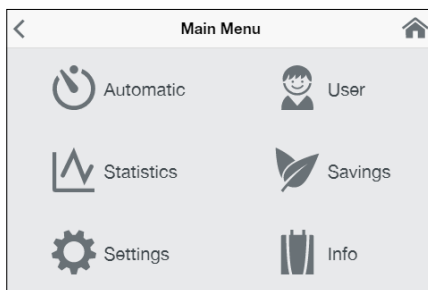 Main Menu
Automatic
User
Statistics
Savings
Settings
Info